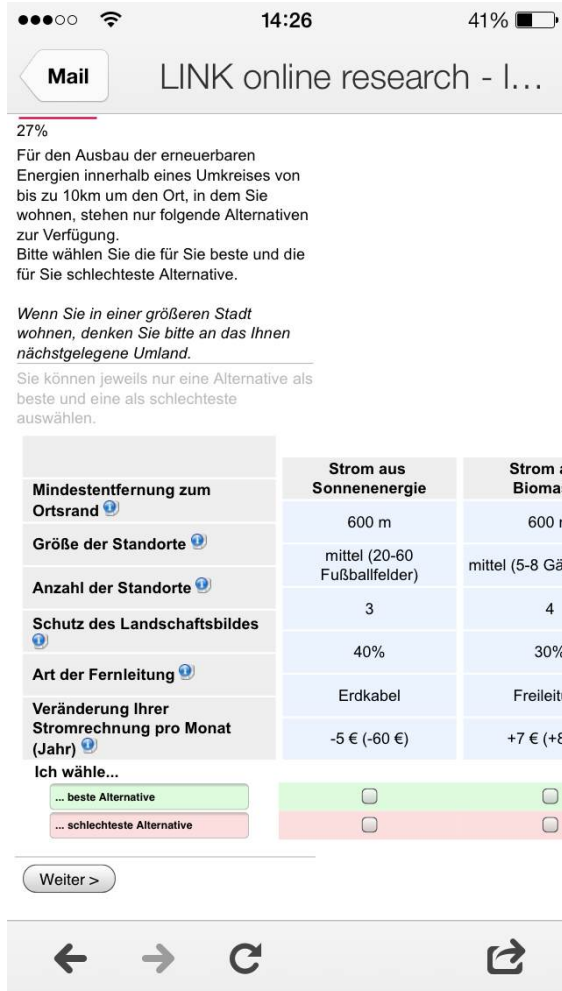 14:26
41%
Mail
LINK online research - I...
27%
Für den Ausbau der erneuerbaren
Energien innerhalb eines Umkreises von
bis zu 10km um den Ort, in dem Sie
wohnen, stehen nur folgende Alternativen
zur Verfügung.
Bitte wählen Sie die für Sie beste und die
für Sie schlechteste Alternative.
Wenn Sie in einer größeren Stadt
wohnen, denken Sie bitte an das Ihnen
nächstgelegene Umland.
Sie können jeweils nur eine Alternative als
beste und eine als schlechteste
auswählen.
Strom aus
Sonnenenergie
Strom
Mindestentfernung zum
Ortsrand
600 m
600
Größe der Standorte
mittel (20-60
Fußballfelder)
mittel (5-8
Anzahl der Standorte
3
4
Schutz des Landschaftsbildes
40%
30%
Art der Fernleitung
Erdkabel
Veränderung Ihrer
Stromrechnung pro Monat
(Jahr)
-5 € (-60 €)
+7 €
Ich wähle...
... beste Alternative
... schlechteste Alternative
Weiter >